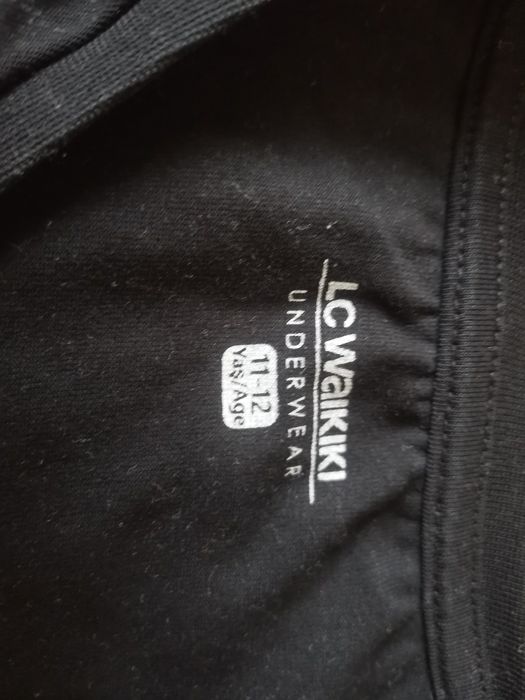 LC WAIKIKI
UNDERWEAR
11-12
Yaş/Age